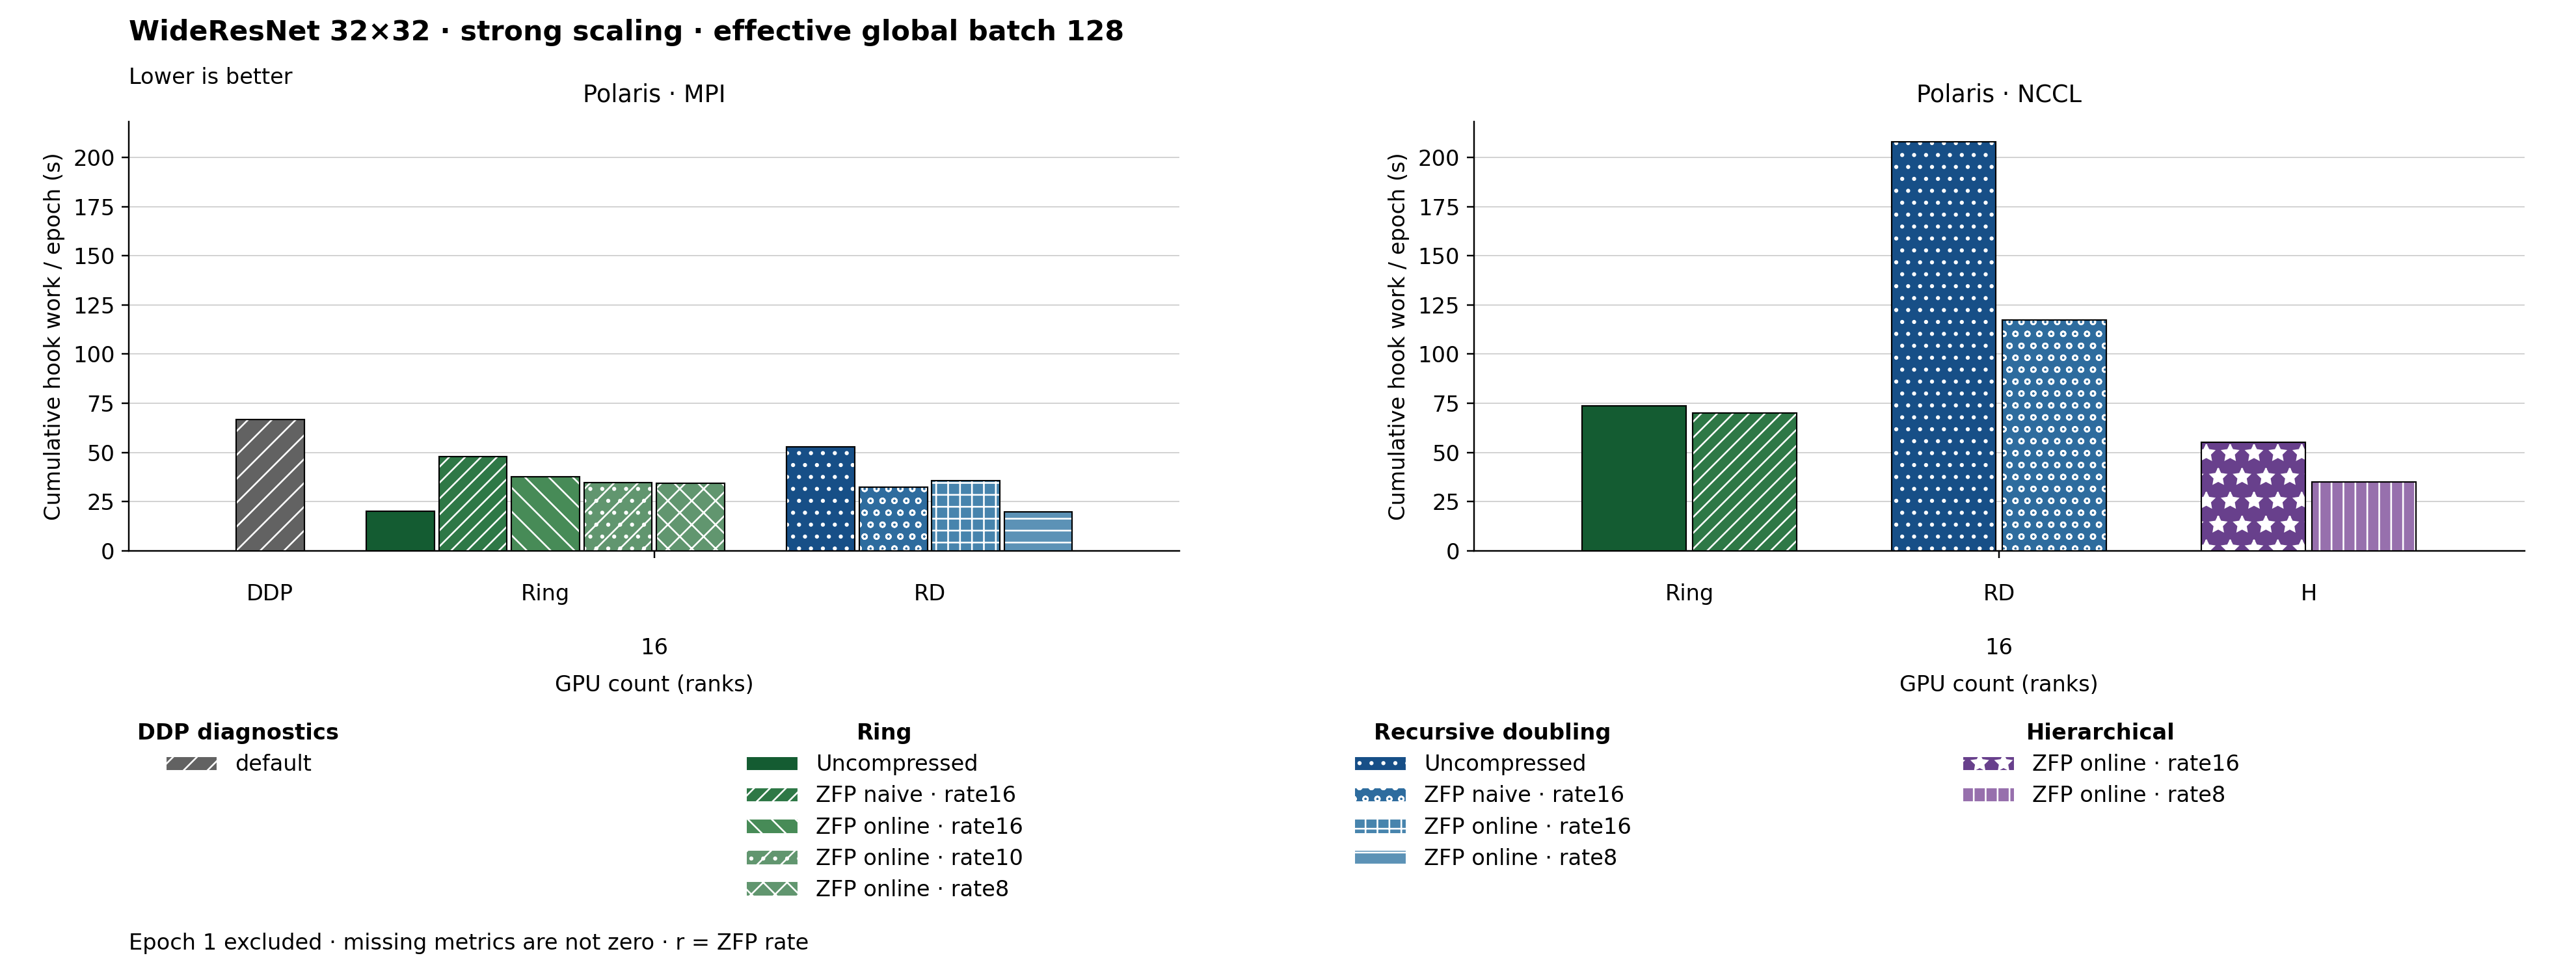 WideResNet 32×32 · strong scaling · effective global batch 128
Lower is better
Polaris · MPI
Cumulative hook work / epoch (s)
200
175
150
125
100
75
50
25
0
DDP Ring RD
16
GPU count (ranks)
Polaris · NCCL
Cumulative hook work / epoch (s)
200
175
150
125
100
75
50
25
0
Ring RD H
16
GPU count (ranks)
DDP diagnostics
default
Ring
Uncompressed
ZFP naive · rate16
ZFP online · rate16
ZFP online · rate10
ZFP online · rate8
Recursive doubling
Uncompressed
ZFP naive · rate16
ZFP online · rate16
ZFP online · rate8
Hierarchical
ZFP online · rate16
ZFP online · rate8
Epoch 1 excluded · missing metrics are not zero · r = ZFP rate